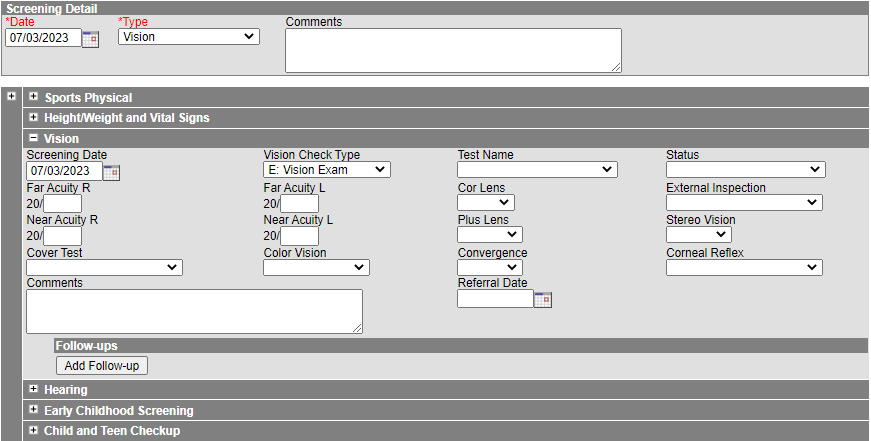 Screening Detail
*Date *Type Comments
07/03/2023 Vision
Sports Physical
Height/Weight and Vital Signs
Vision
Screening Date Vision Check Type Test Name Status
07/03/2023 E: Vision Exam
Far Acuity R Far Acuity L Cor Lens External Inspection
20/ 20/
Near Acuity R Near Acuity L Plus Lens Stereo Vision
20/ 20/
Cover Test Color Vision Convergence Corneal Reflex
Comments Referral Date
Follow-ups
Add Follow-up
Hearing
Early Childhood Screening
Child and Teen Checkup